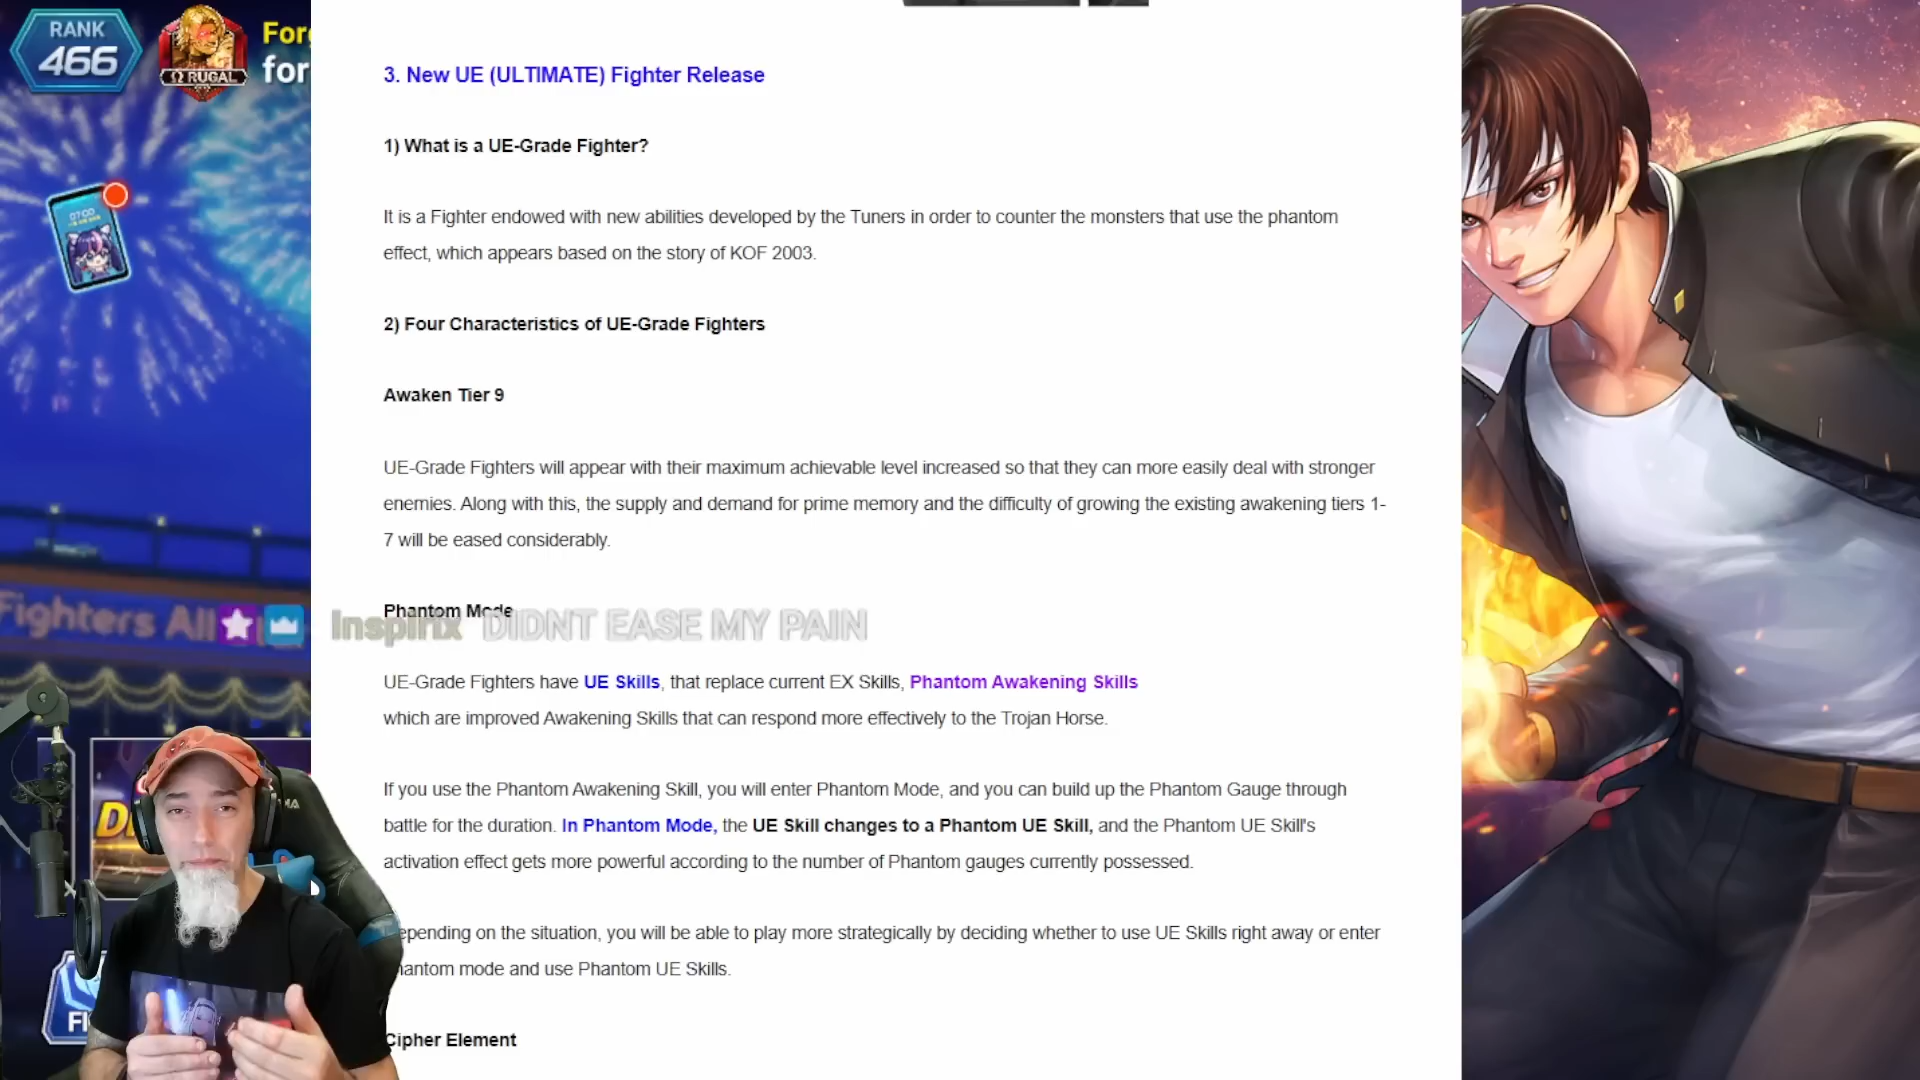 RANK
466
Ω RUGAL
for
3. New UE (ULTIMATE) Fighter Release
1) What is a UE-Grade Fighter?
It is a Fighter endowed with new abilities developed by the Tuners in order to counter the monsters that use the phantom
effect, which appears based on the story of KOF 2003.
2) Four Characteristics of UE-Grade Fighters
Awaken Tier 9
UE-Grade Fighters will appear with their maximum achievable level increased so that they can more easily deal with stronger
enemies. Along with this, the supply and demand for prime memory and the difficulty of growing the existing awakening tiers 1-
7 will be eased considerably.
Phantom Mode
Fighters All
Inspirix DIDNT EASE MY PAIN
UE-Grade Fighters have UE Skills, that replace current EX Skills, Phantom Awakening Skills
which are improved Awakening Skills that can respond more effectively to the Trojan Horse.
If you use the Phantom Awakening Skill, you will enter Phantom Mode, and you can build up the Phantom Gauge through
battle for the duration. In Phantom Mode, the UE Skill changes to a Phantom UE Skill, and the Phantom UE Skill's
activation effect gets more powerful according to the number of Phantom gauges currently possessed.
epending on the situation, you will be able to play more strategically by deciding whether to use UE Skills right away or enter
hantom mode and use Phantom UE Skills.
Cipher Element